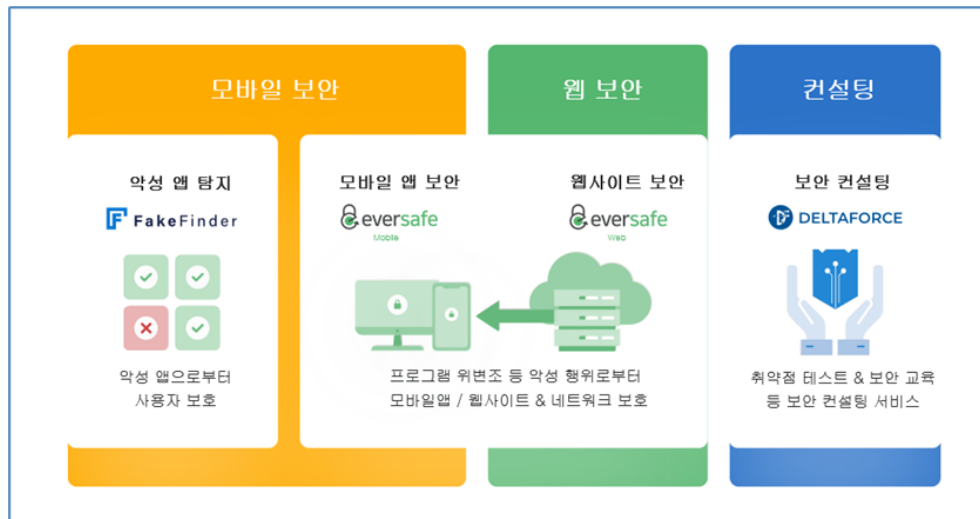 모바일 보안
웹 보안
컨설팅
악성 앱 탐지
FakeFinder
악성 앱으로부터
사용자 보호
모바일 앱 보안
eversafe
Mobile
웹사이트 보안
eversafe
Web
프로그램 위변조 등 악성 행위로부터
모바일앱 / 웹사이트 & 네트워크 보호
보안 컨설팅
DELTAFORCE
취약점 테스트 & 보안 교육
등 보안 컨설팅 서비스